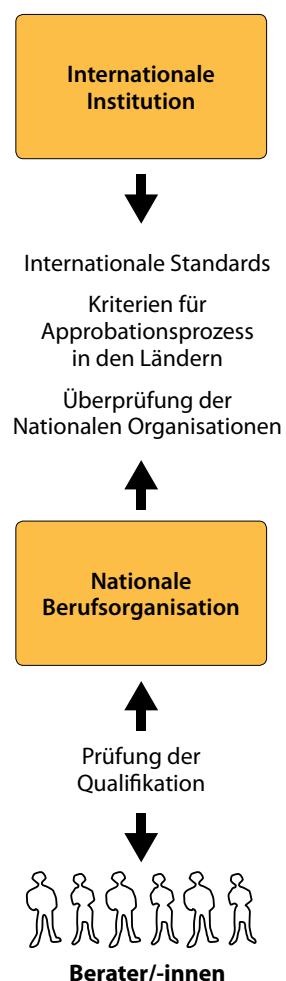 Internationale
Institution
Internationale Standards
Kriterien für
Approbationsprozess
in den Ländern
Überprüfung der
Nationalen Organisationen
Nationale
Berufsorganisation
Prüfung der
Qualifikation
Berater/-innen